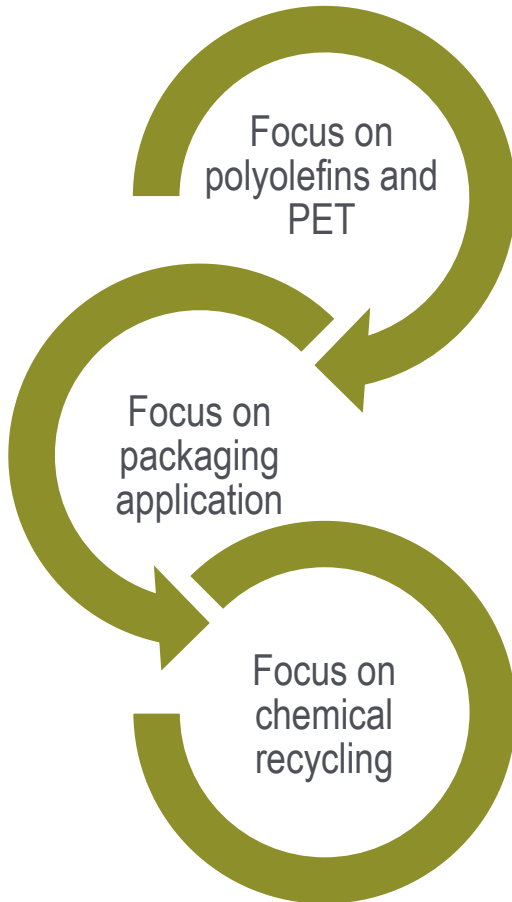 Focus on
polyolefins and
PET
Focus on
packaging
application
Focus on
chemical
recycling